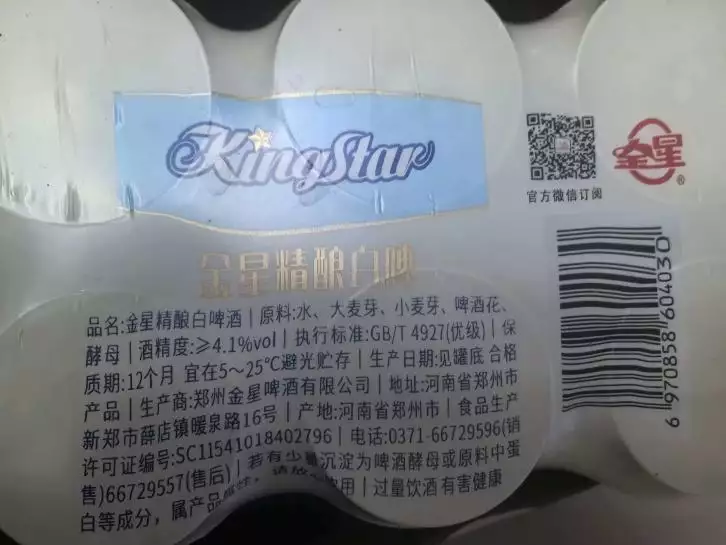 KingStar
金星®
官方微信订阅
金星精酿白啤
品名:金星精酿白啤酒 | 原料:水、大麦芽、小麦芽、啤酒花、
酵母 | 酒精度:≥4.1%vol | 执行标准:GB/T 4927(优级) | 保
质期:12个月 宜在5～25℃避光贮存 | 生产日期:见罐底 合格
产品 | 生产商:郑州金星啤酒有限公司 | 地址:河南省郑州市
新郑市薛店镇暖泉路16号 | 产地:河南省郑州市 | 食品生产
许可证编号:SC11541018402796 | 电话:0371-66729596(销
售)66729557(售后) | 若有少量沉淀为啤酒酵母或原料中蛋
白等成分，属产品属性，请放心饮用 | 过量饮酒有害健康
6 970858 604030